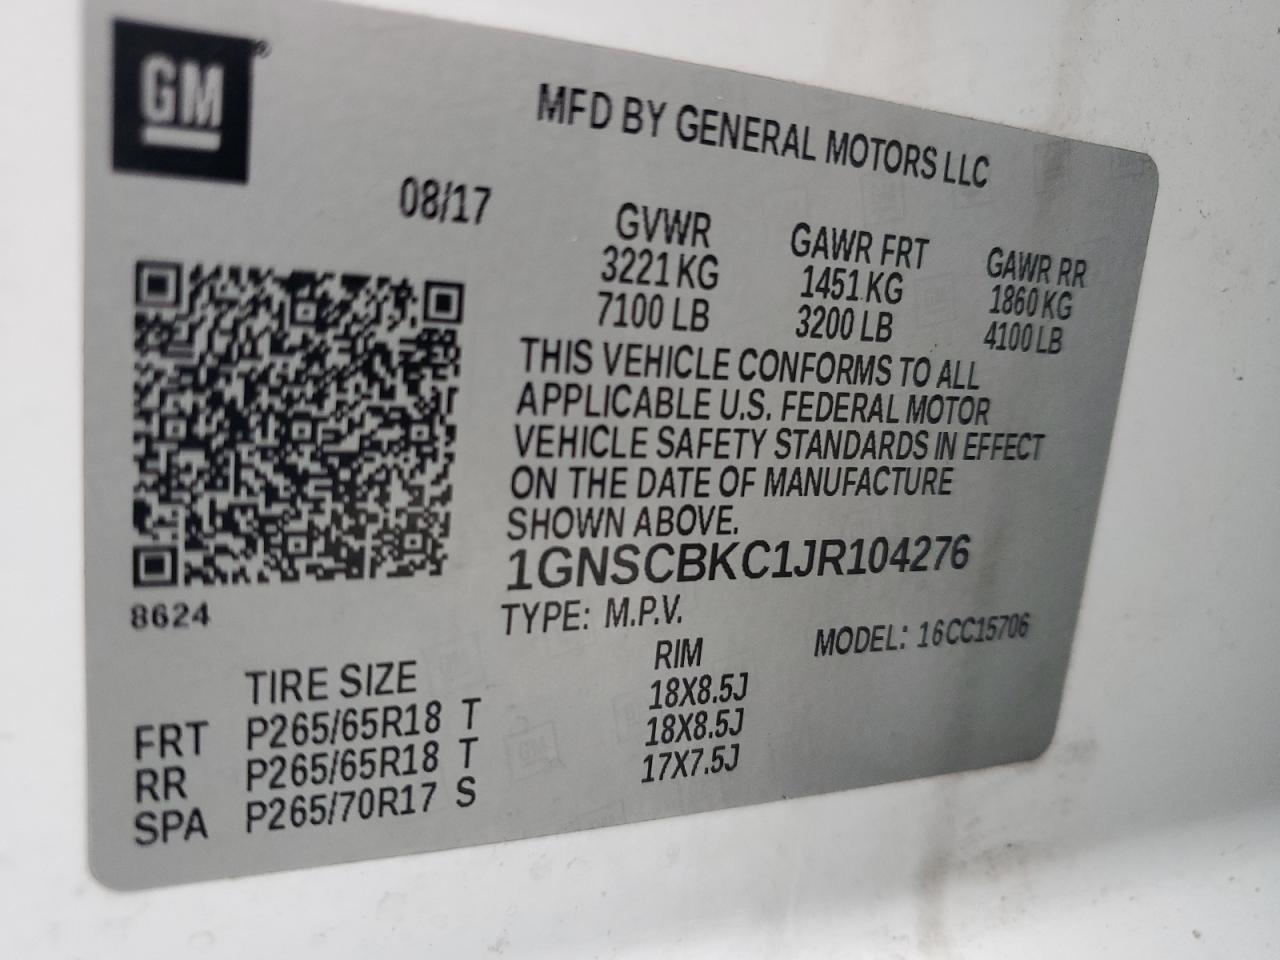 GM®
MFD BY GENERAL MOTORS LLC
08/17
GVWR GAWR FRT GAWR RR
3221 KG 1451 KG 1860 KG
7100 LB 3200 LB 4100 LB
THIS VEHICLE CONFORMS TO ALL
APPLICABLE U.S. FEDERAL MOTOR
VEHICLE SAFETY STANDARDS IN EFFECT
ON THE DATE OF MANUFACTURE
SHOWN ABOVE.
1GNSCBKC1JR104276
8624
TYPE: M.P.V.
MODEL: 16CC15706
TIRE SIZE RIM
FRT P265/65R18 T 18X8.5J
RR P265/65R18 T 18X8.5J
SPA P265/70R17 S 17X7.5J